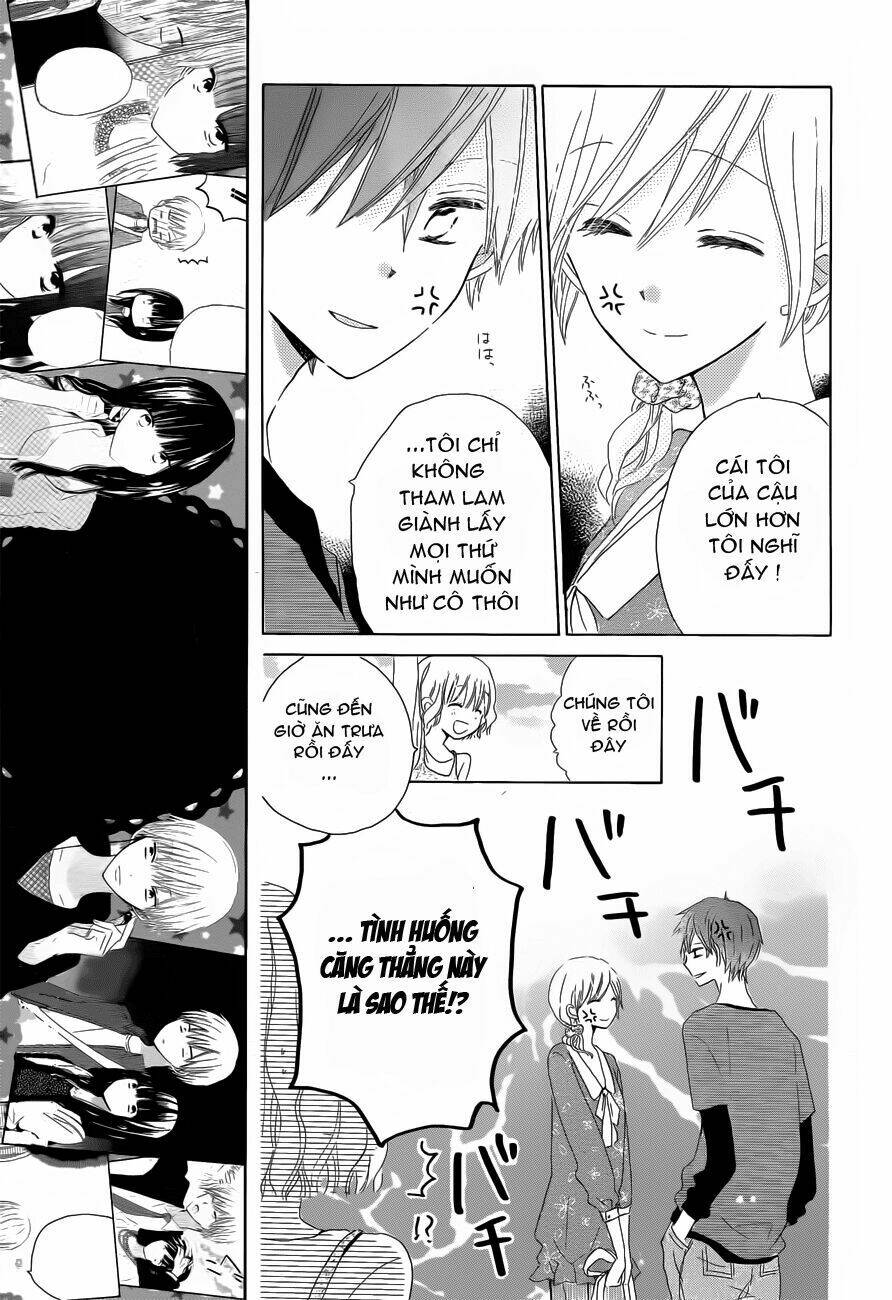 CÁI TÔI
CỦA CẬU
LỚN HƠN
TÔI NGHĨ
ĐẤY !
ふふっ
...TÔI CHỈ
KHÔNG
THAM LAM
GIÀNH LẤY
MỌI THỨ
MÌNH MUỐN
NHƯ CÔ THÔI
はは、
CHÚNG TÔI
VỀ RỒI
ĐÂY
CŨNG ĐẾN
GIỜ ĂN TRƯA
RỒI ĐẤY
...
バチ
バチ
... TÌNH HUỐNG
CĂNG THẲNG NÀY
LÀ SAO THẾ!?
!?
バチ